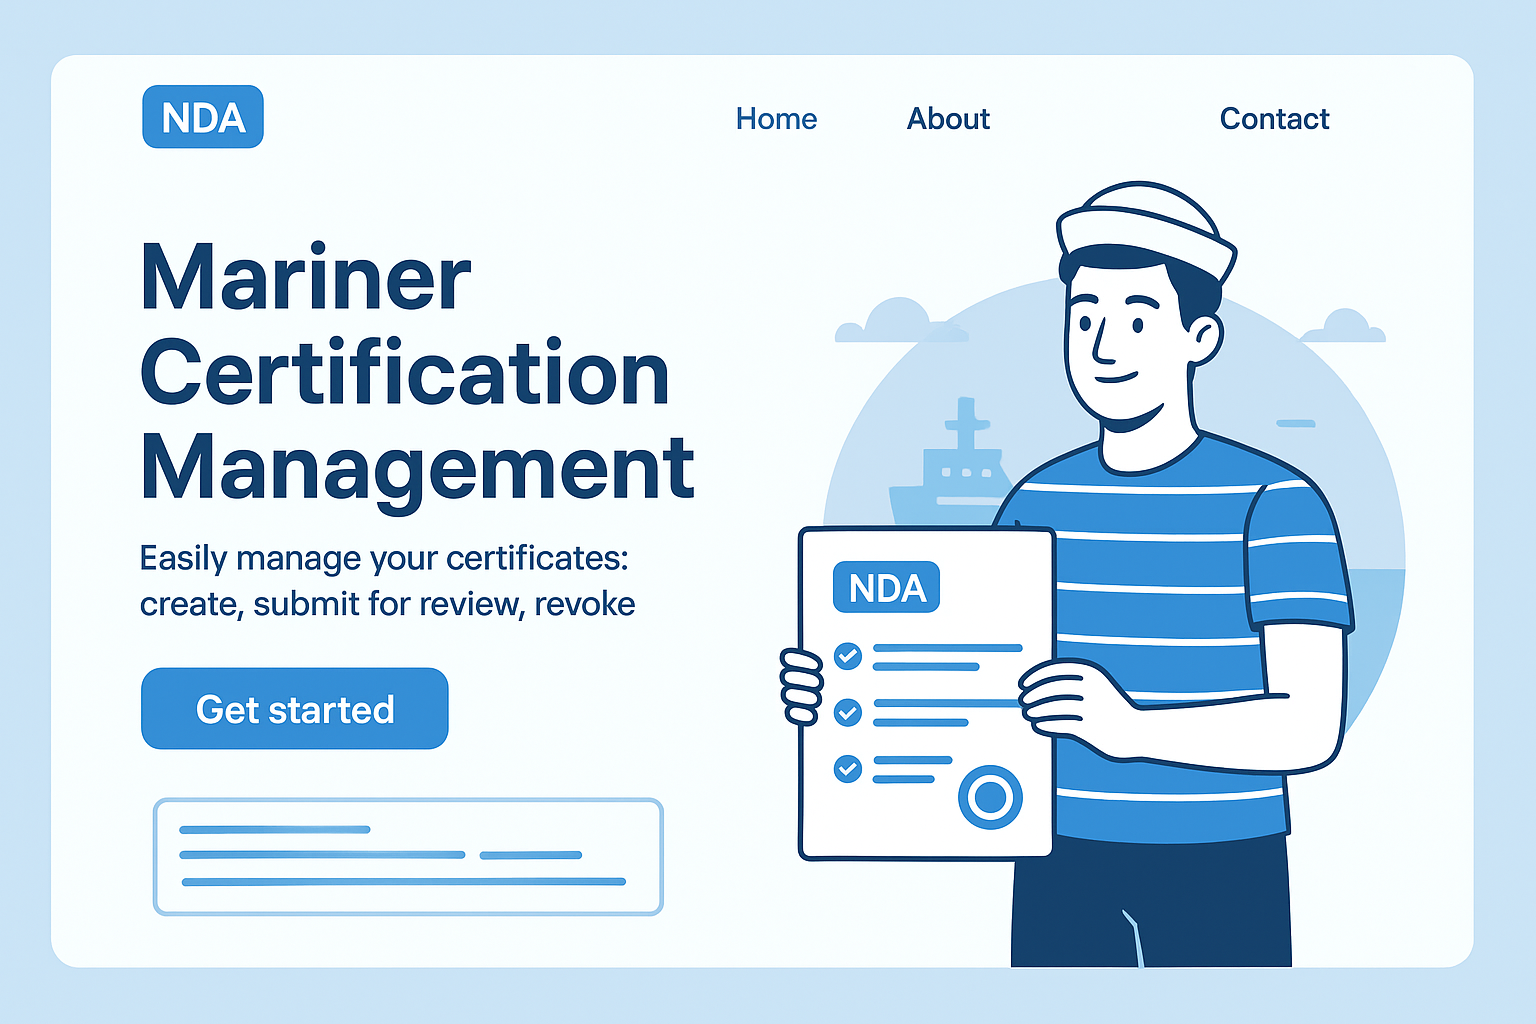 NDA
Home About Contact
Mariner
Certification
Management
Easily manage your certificates:
create, submit for review, revoke
Get started
NDA